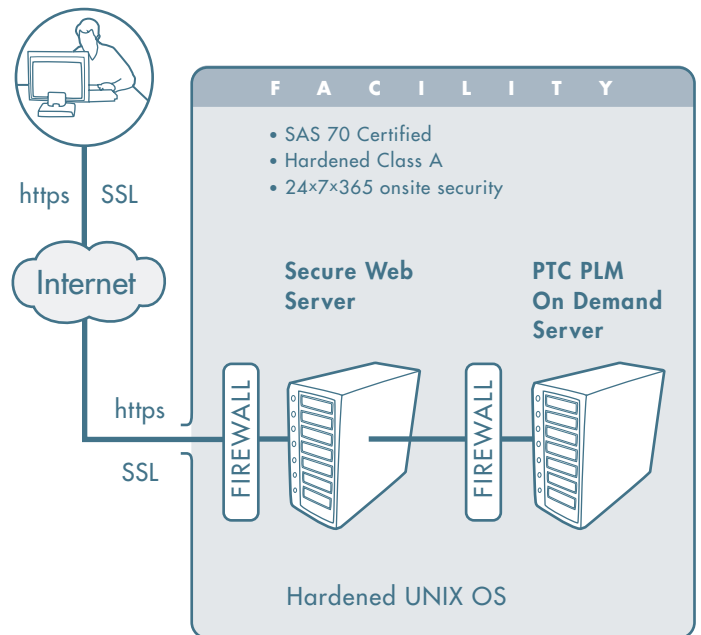 FACILITY
• SAS 70 Certified
• Hardened Class A
• 24×7×365 onsite security
https
SSL
Internet
Secure Web
Server
PTC PLM
On Demand
Server
https
SSL
FIREWALL
FIREWALL
Hardened UNIX OS